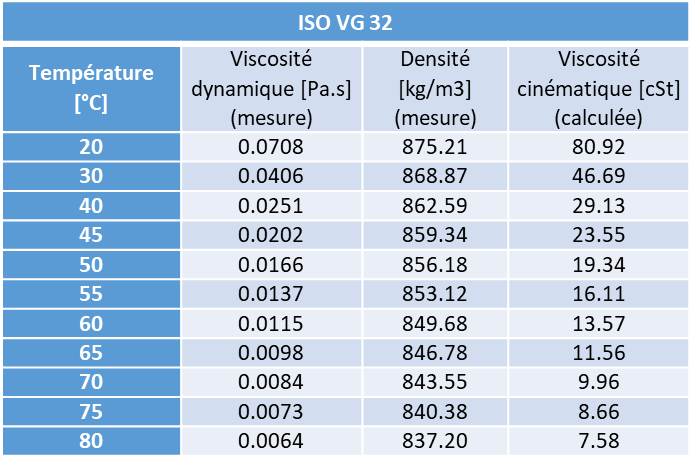 ISO VG 32
Température [°C] Viscosité dynamique [Pa.s] (mesure) Densité [kg/m3] (mesure) Viscosité cinématique [cSt] (calculée)
20 0.0708 875.21 80.92
30 0.0406 868.87 46.69
40 0.0251 862.59 29.13
45 0.0202 859.34 23.55
50 0.0166 856.18 19.34
55 0.0137 853.12 16.11
60 0.0115 849.68 13.57
65 0.0098 846.78 11.56
70 0.0084 843.55 9.96
75 0.0073 840.38 8.66
80 0.0064 837.20 7.58